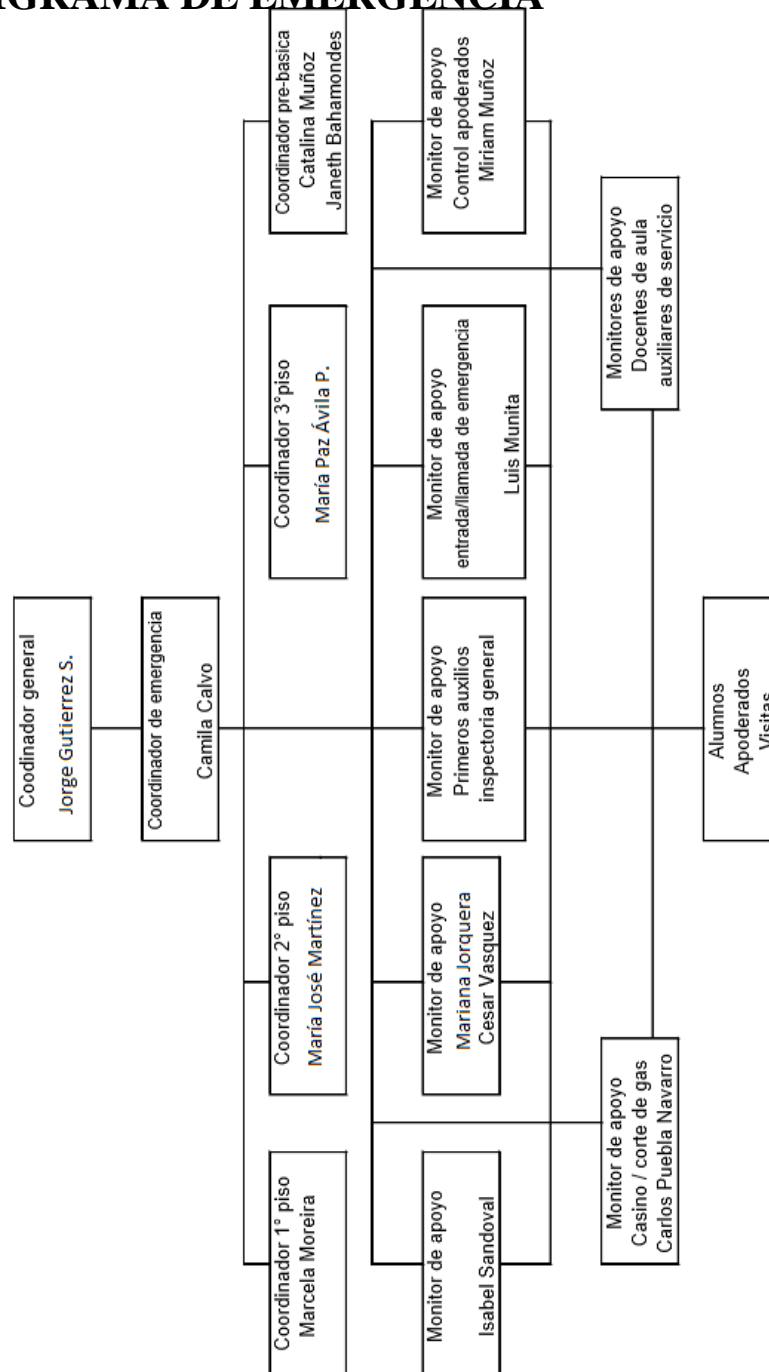 IGRAMA DE EMERGENCIA
Coodinador general
Jorge Gutierrez S.
Coordinador de emergencia
Camila Calvo
Coordinador 1° piso
Marcela Moreira
Coordinador 2° piso
María José Martínez
Coordinador 3°piso
María Paz Ávila P.
Coordinador pre-basica
Catalina Muñoz
Janeth Bahamondes
Monitor de apoyo
Isabel Sandoval
Monitor de apoyo
Mariana Jorquera
Cesar Vasquez
Monitor de apoyo
Primeros auxilios
inspectoria general
Monitor de apoyo
entrada/llamada de emergencia
Luis Munita
Monitor de apoyo
Control apoderados
Miriam Muñoz
Monitor de apoyo
Casino / corte de gas
Carlos Puebla Navarro
Monitores de apoyo
Docentes de aula
auxiliares de servicio
Alumnos
Apoderados
Visitas